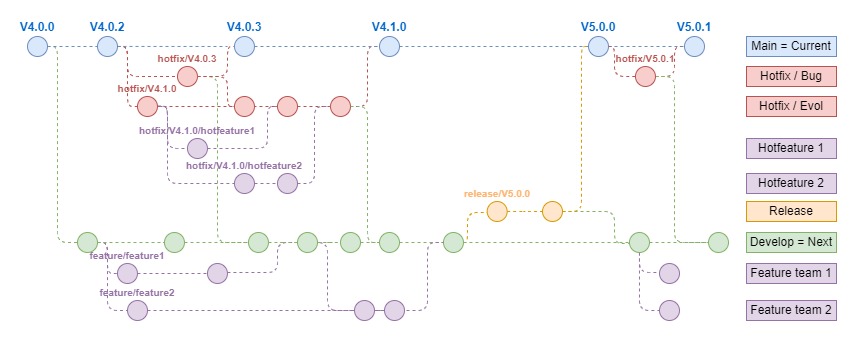 V4.0.0
V4.0.2
V4.0.3
V4.1.0
V5.0.0
V5.0.1
Main = Current
hotfix/V4.0.3
hotfix/V5.0.1
Hotfix / Bug
hotfix/V4.1.0
Hotfix / Evol
hotfix/V4.1.0/hotfeature1
Hotfeature 1
hotfix/V4.1.0/hotfeature2
Hotfeature 2
release/V5.0.0
Release
Develop = Next
feature/feature1
Feature team 1
feature/feature2
Feature team 2